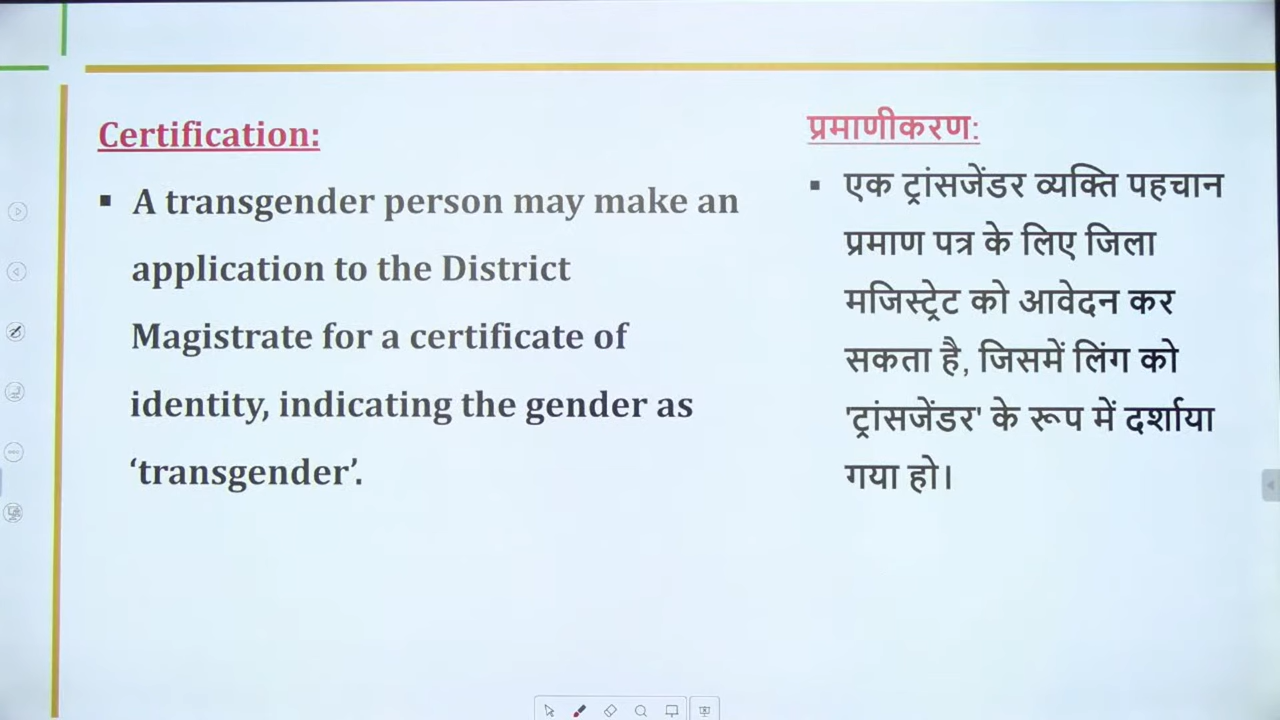 Certification:
▪ A transgender person may make an
application to the District
Magistrate for a certificate of
identity, indicating the gender as
‘transgender’.
प्रमाणीकरण:
▪ एक ट्रांसजेंडर व्यक्ति पहचान
प्रमाण पत्र के लिए जिला
मजिस्ट्रेट को आवेदन कर
सकता है, जिसमें लिंग को
'ट्रांसजेंडर' के रूप में दर्शाया
गया हो।